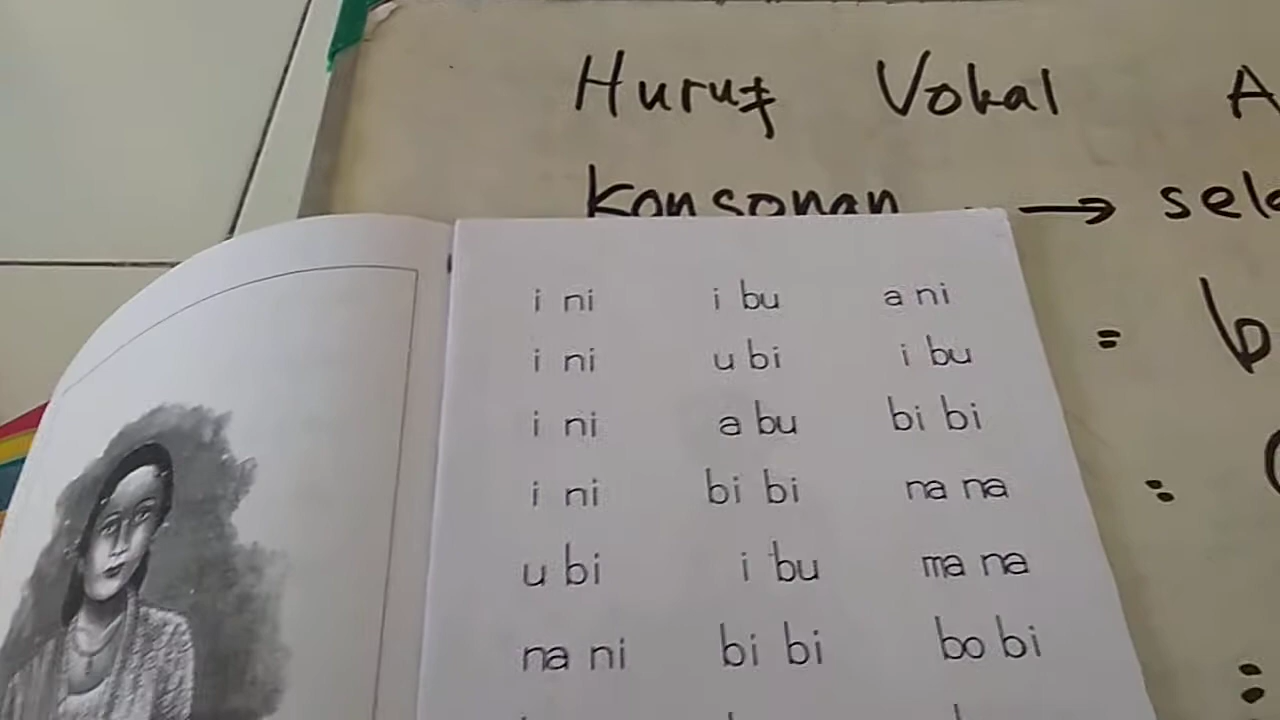 Huruf Vokal A
Konsonan → sel
= b
i ni i bu a ni
i ni u bi i bu
i ni a bu bi bi
i ni bi bi na na
u bi i bu ma na
na ni bi bi bo bi